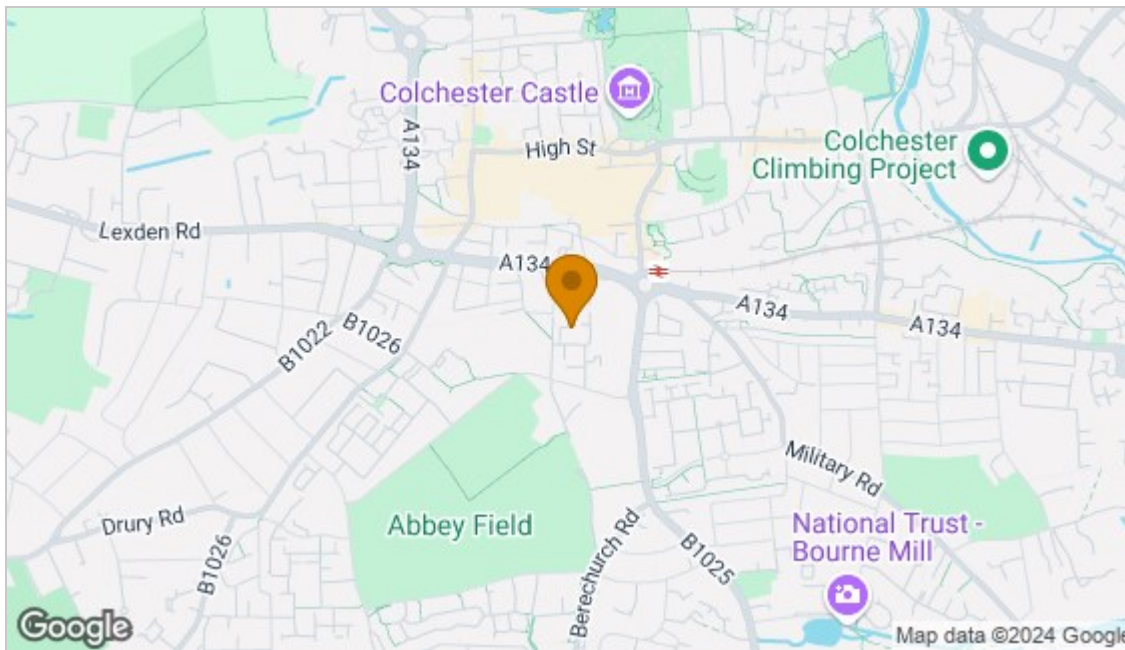 Colchester Castle
A134
High St
Colchester
Climbing Project
Lexden Rd
A134
A134
A134
B1022
B1026
Military Rd
Drury Rd
Abbey Field
National Trust -
Bourne Mill
B1026
Berechurch Rd
B1025
Google
Map data ©2024 Google